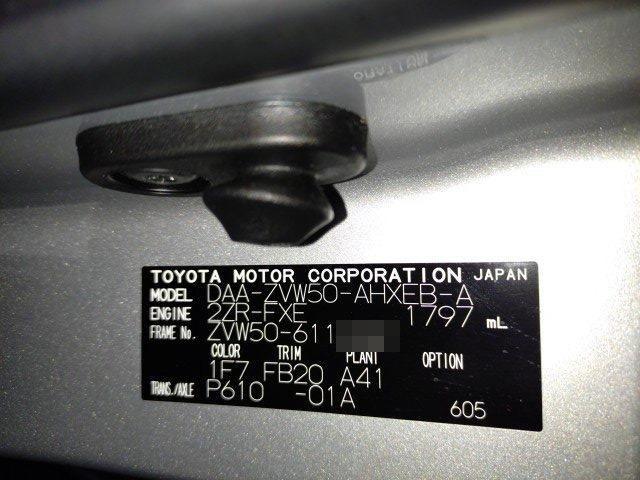 TOYOTA MOTOR CORPORATION JAPAN
MODEL DAA-ZVW50-AHXEB-A
ENGINE 2ZR-FXE 1797 mL
FRAME No. ZVW50-611
COLOR TRIM PLANT OPTION
1F7 FB20 A41
TRANS./AXLE P610 -01A
605